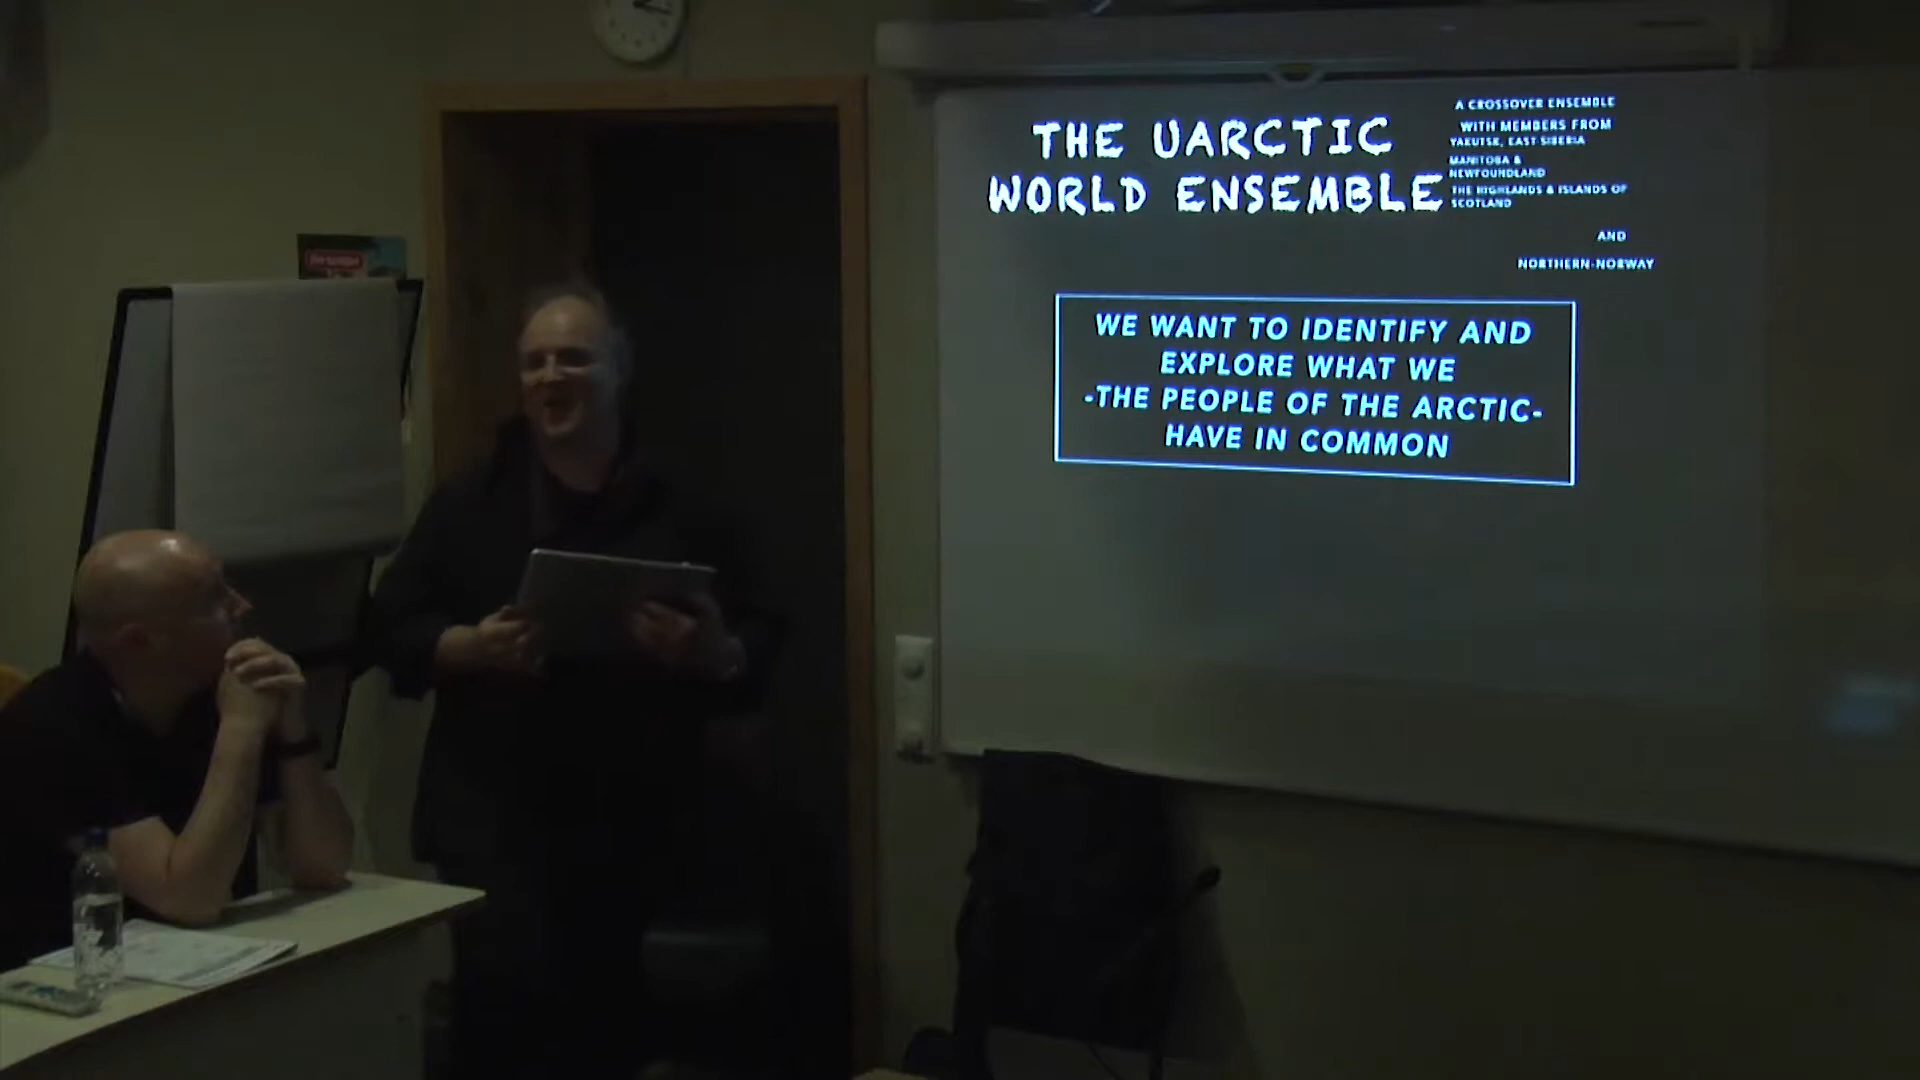 THE UARCTIC
WORLD ENSEMBLE
A CROSSOVER ENSEMBLE
WITH MEMBERS FROM
YAKUTSK, EAST SIBERIA
MANITOBA &
NEWFOUNDLAND
THE HIGHLANDS & ISLANDS OF
SCOTLAND
AND
NORTHERN-NORWAY
WE WANT TO IDENTIFY AND
EXPLORE WHAT WE
-THE PEOPLE OF THE ARCTIC-
HAVE IN COMMON